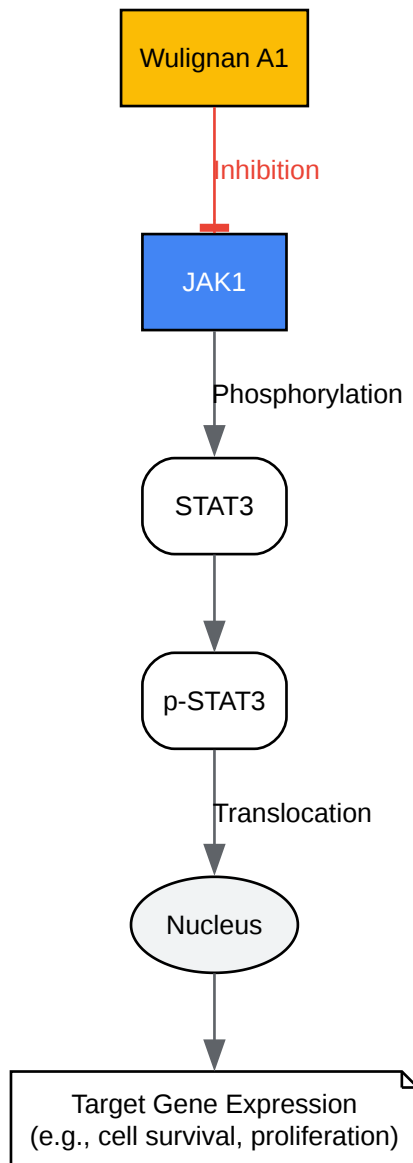 Wulignan A1
Inhibition
JAK1
Phosphorylation
STAT3
p-STAT3
Translocation
Nucleus
Target Gene Expression
(e.g., cell survival, proliferation)